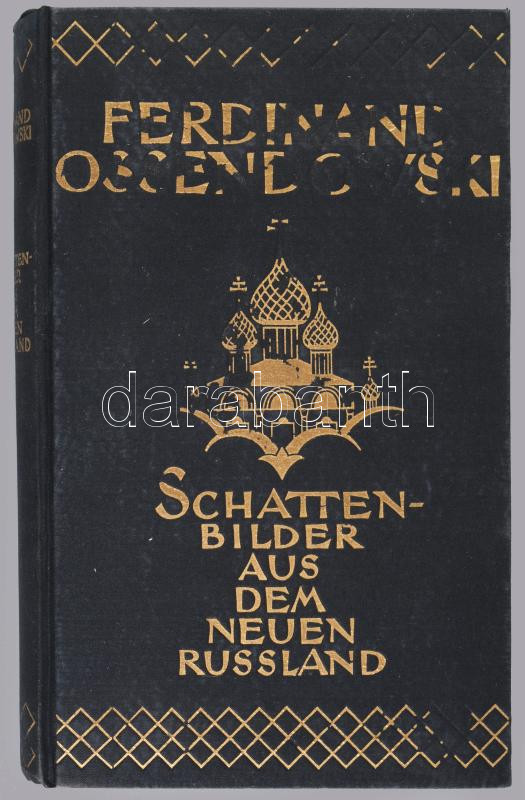 FERDINAND
OSSENDOWSKI
darabanth
SCHATTEN-
BILDER
AUS
DEM
NEUEN
RUSSLAND